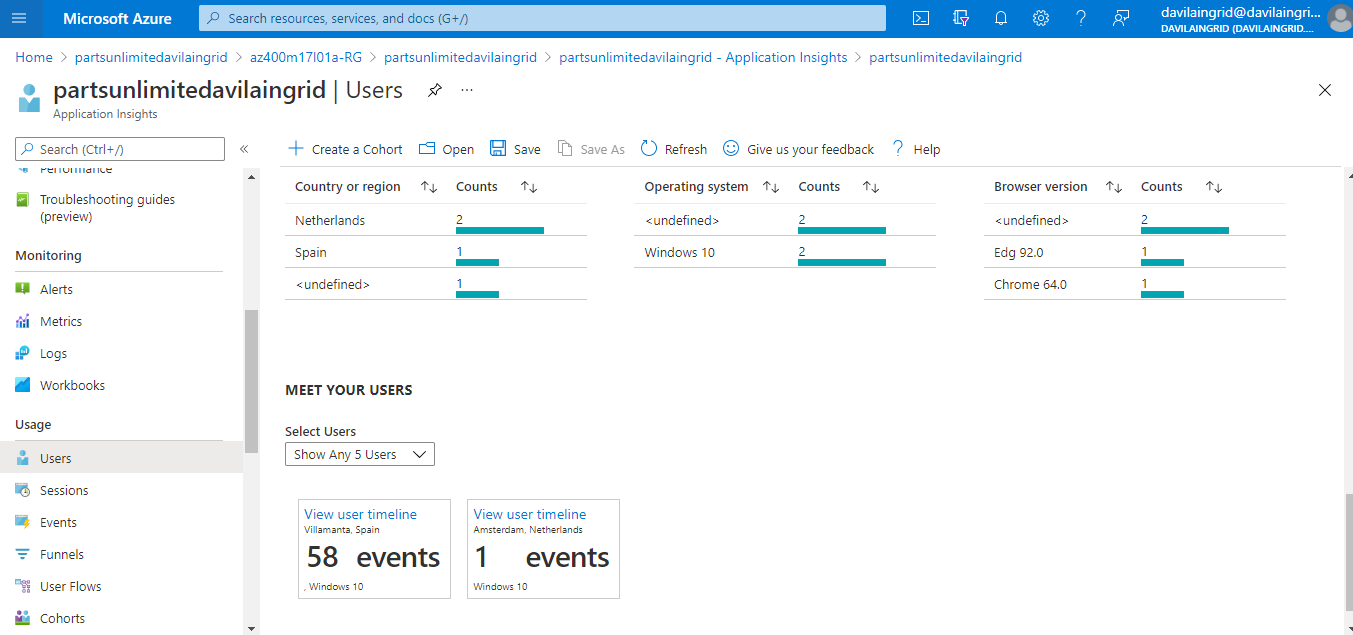 Microsoft Azure
Search resources, services, and docs (G+/)
davilaingrid@davilaingri...
DAVILAINGRID (DAVILAINGRID....
Home > partsunlimitedavilaingrid > az400m17l01a-RG > partsunlimitedavilaingrid > partsunlimitedavilaingrid - Application Insights > partsunlimitedavilaingrid
partsunlimitedavilaingrid | Users
...
Application Insights
Search (Ctrl+/)
«
Performance
Troubleshooting guides
(preview)
Monitoring
Alerts
Metrics
Logs
Workbooks
Usage
Users
Sessions
Events
Funnels
User Flows
Cohorts
Create a Cohort Open Save Save As Refresh Give us your feedback ? Help
Country or region Counts
Netherlands 2
Spain 1
<undefined> 1
Operating system Counts
<undefined> 2
Windows 10 2
Browser version Counts
<undefined> 2
Edg 92.0 1
Chrome 64.0 1
MEET YOUR USERS
Select Users
Show Any 5 Users
View user timeline
Villamanta, Spain
58 events
, Windows 10
View user timeline
Amsterdam, Netherlands
1 events
Windows 10